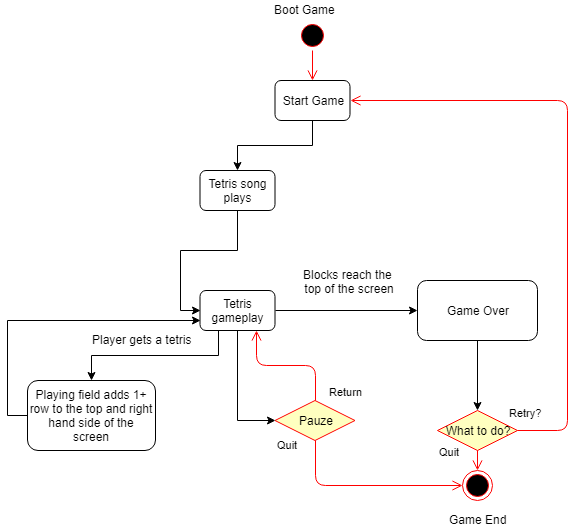 Boot Game
Start Game
Tetris song
plays
Blocks reach the
top of the screen
Tetris
gameplay
Game Over
Player gets a tetris
Playing field adds 1+
row to the top and right
hand side of the
screen
Return
Pauze
Quit
Retry?
What to do?
Quit
Game End